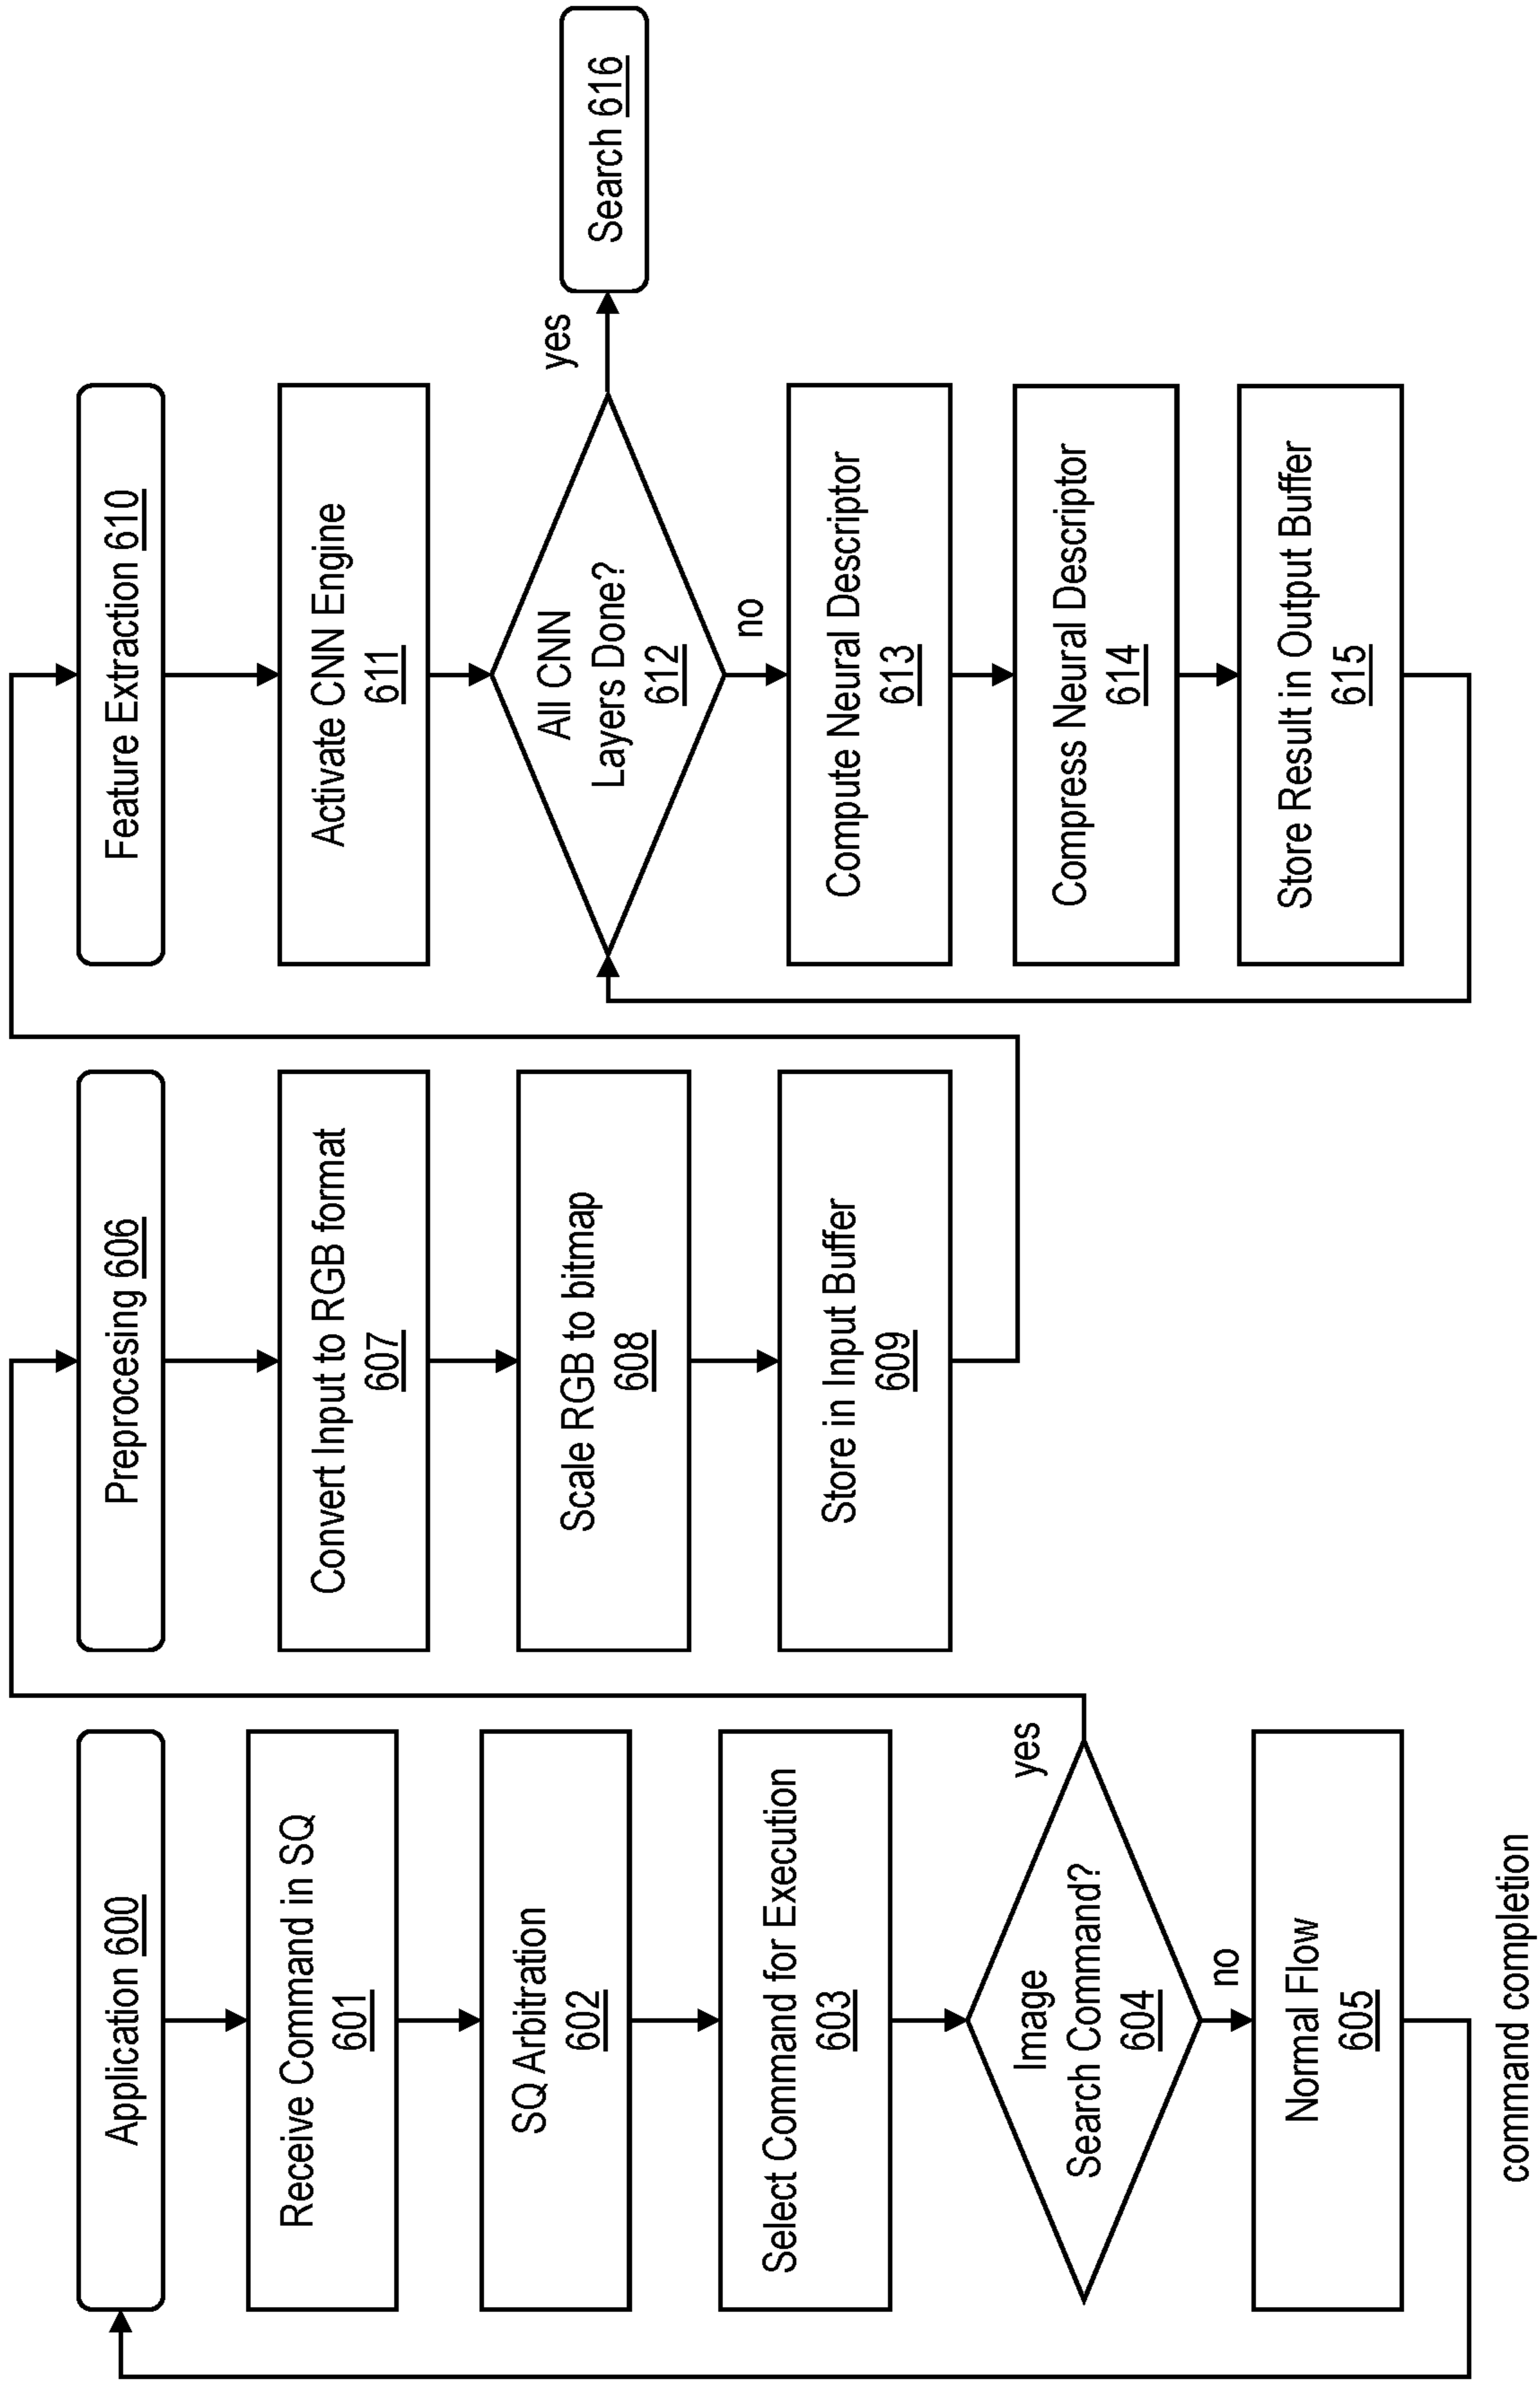 Application 600
Receive Command in SQ
601
SQ Arbitration
602
Select Command for Execution
603
Image
Search Command?
604
yes
no
Normal Flow
605
command completion
Preprocesing 606
Convert Input to RGB format
607
Scale RGB to bitmap
608
Store in Input Buffer
609
Feature Extraction 610
Activate CNN Engine
611
All CNN
Layers Done?
612
yes
no
Compute Neural Descriptor
613
Compress Neural Descriptor
614
Store Result in Output Buffer
615
Search 616